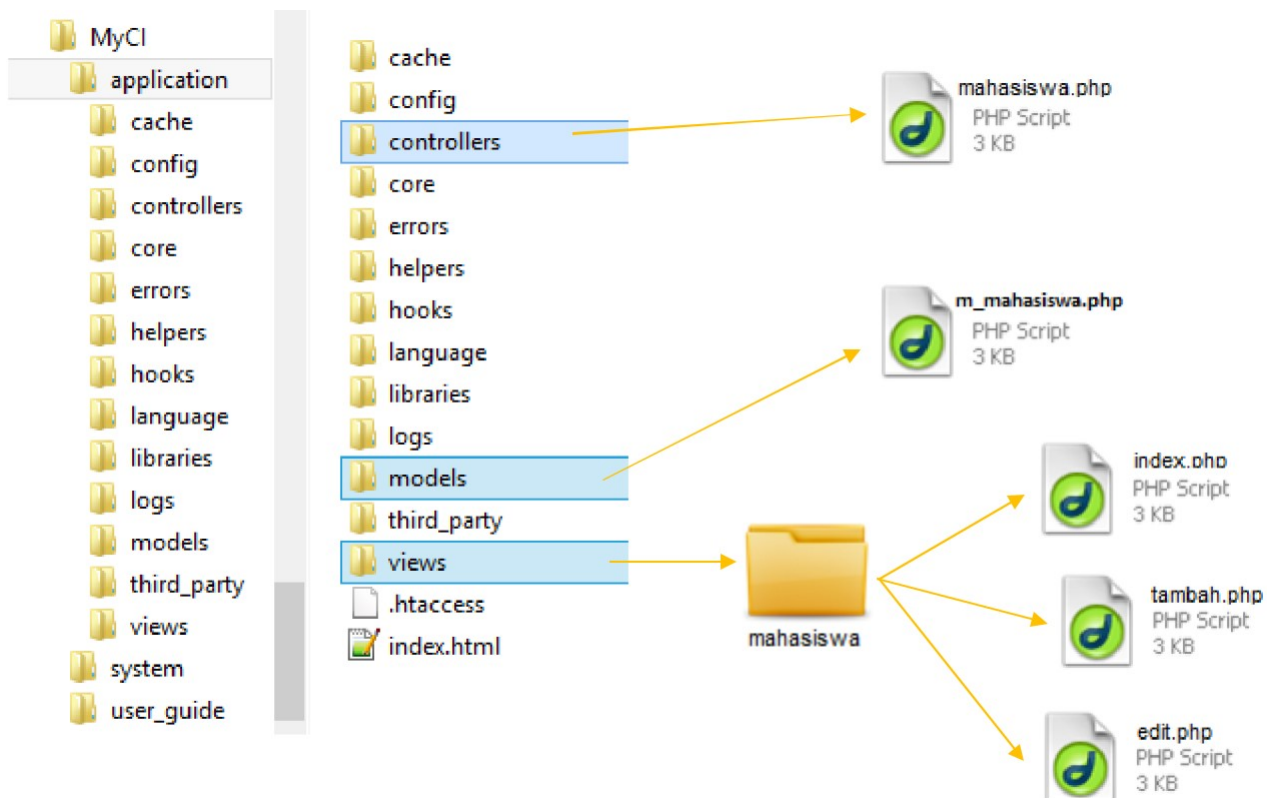 MyCI
application
cache
config
controllers
core
errors
helpers
hooks
language
libraries
logs
models
third_party
views
system
user_guide
cache
config
controllers
core
errors
helpers
hooks
language
libraries
logs
models
third_party
views
.htaccess
index.html
mahasiswa.php
PHP Script
3 KB
m_mahasiswa.php
PHP Script
3 KB
mahasiswa
index.php
PHP Script
3 KB
tambah.php
PHP Script
3 KB
edit.php
PHP Script
3 KB